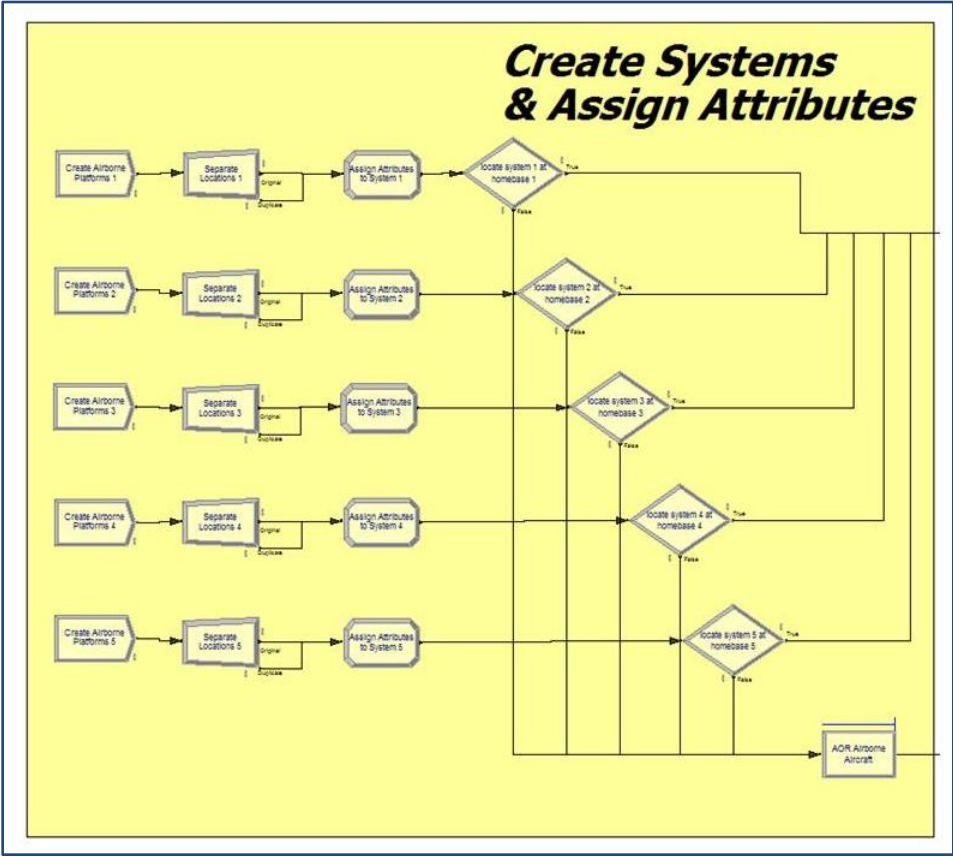 Create Systems
& Assign Attributes
Create Airborne
Platforms 1
Separate
Locations 1
Original
Duplicate
Assign Attributes
to System 1
locate system 1 at
homebase 1
True
False
Create Airborne
Platforms 2
Separate
Locations 2
Original
Duplicate
Assign Attributes
to System 2
locate system 2 at
homebase 2
True
False
Create Airborne
Platforms 3
Separate
Locations 3
Original
Duplicate
Assign Attributes
to System 3
locate system 3 at
homebase 3
True
False
Create Airborne
Platforms 4
Separate
Locations 4
Original
Duplicate
Assign Attributes
to System 4
locate system 4 at
homebase 4
True
False
Create Airborne
Platforms 5
Separate
Locations 5
Original
Duplicate
Assign Attributes
to System 5
locate system 5 at
homebase 5
True
False
AOR Airborne
Aircraft